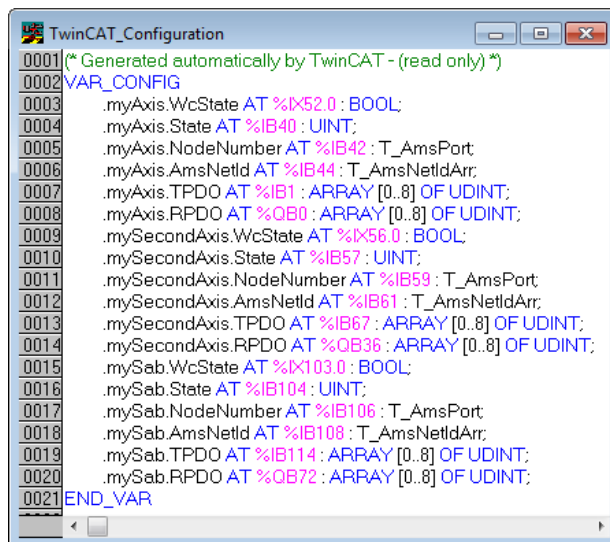 TwinCAT_Configuration
0001 (* Generated automatically by TwinCAT - (read only) *)
0002 VAR_CONFIG
0003 .myAxis.WcState AT %IX52.0 : BOOL;
0004 .myAxis.State AT %IB40 : UINT;
0005 .myAxis.NodeNumber AT %IB42 : T_AmsPort;
0006 .myAxis.AmsNetId AT %IB44 : T_AmsNetIdArr;
0007 .myAxis.TPDO AT %IB1 : ARRAY [0..8] OF UDINT;
0008 .myAxis.RPDO AT %QB0 : ARRAY [0..8] OF UDINT;
0009 .mySecondAxis.WcState AT %IX56.0 : BOOL;
0010 .mySecondAxis.State AT %IB57 : UINT;
0011 .mySecondAxis.NodeNumber AT %IB59 : T_AmsPort;
0012 .mySecondAxis.AmsNetId AT %IB61 : T_AmsNetIdArr;
0013 .mySecondAxis.TPDO AT %IB67 : ARRAY [0..8] OF UDINT;
0014 .mySecondAxis.RPDO AT %QB36 : ARRAY [0..8] OF UDINT;
0015 .mySab.WcState AT %IX103.0 : BOOL;
0016 .mySab.State AT %IB104 : UINT;
0017 .mySab.NodeNumber AT %IB106 : T_AmsPort;
0018 .mySab.AmsNetId AT %IB108 : T_AmsNetIdArr;
0019 .mySab.TPDO AT %IB114 : ARRAY [0..8] OF UDINT;
0020 .mySab.RPDO AT %QB72 : ARRAY [0..8] OF UDINT;
0021 END_VAR